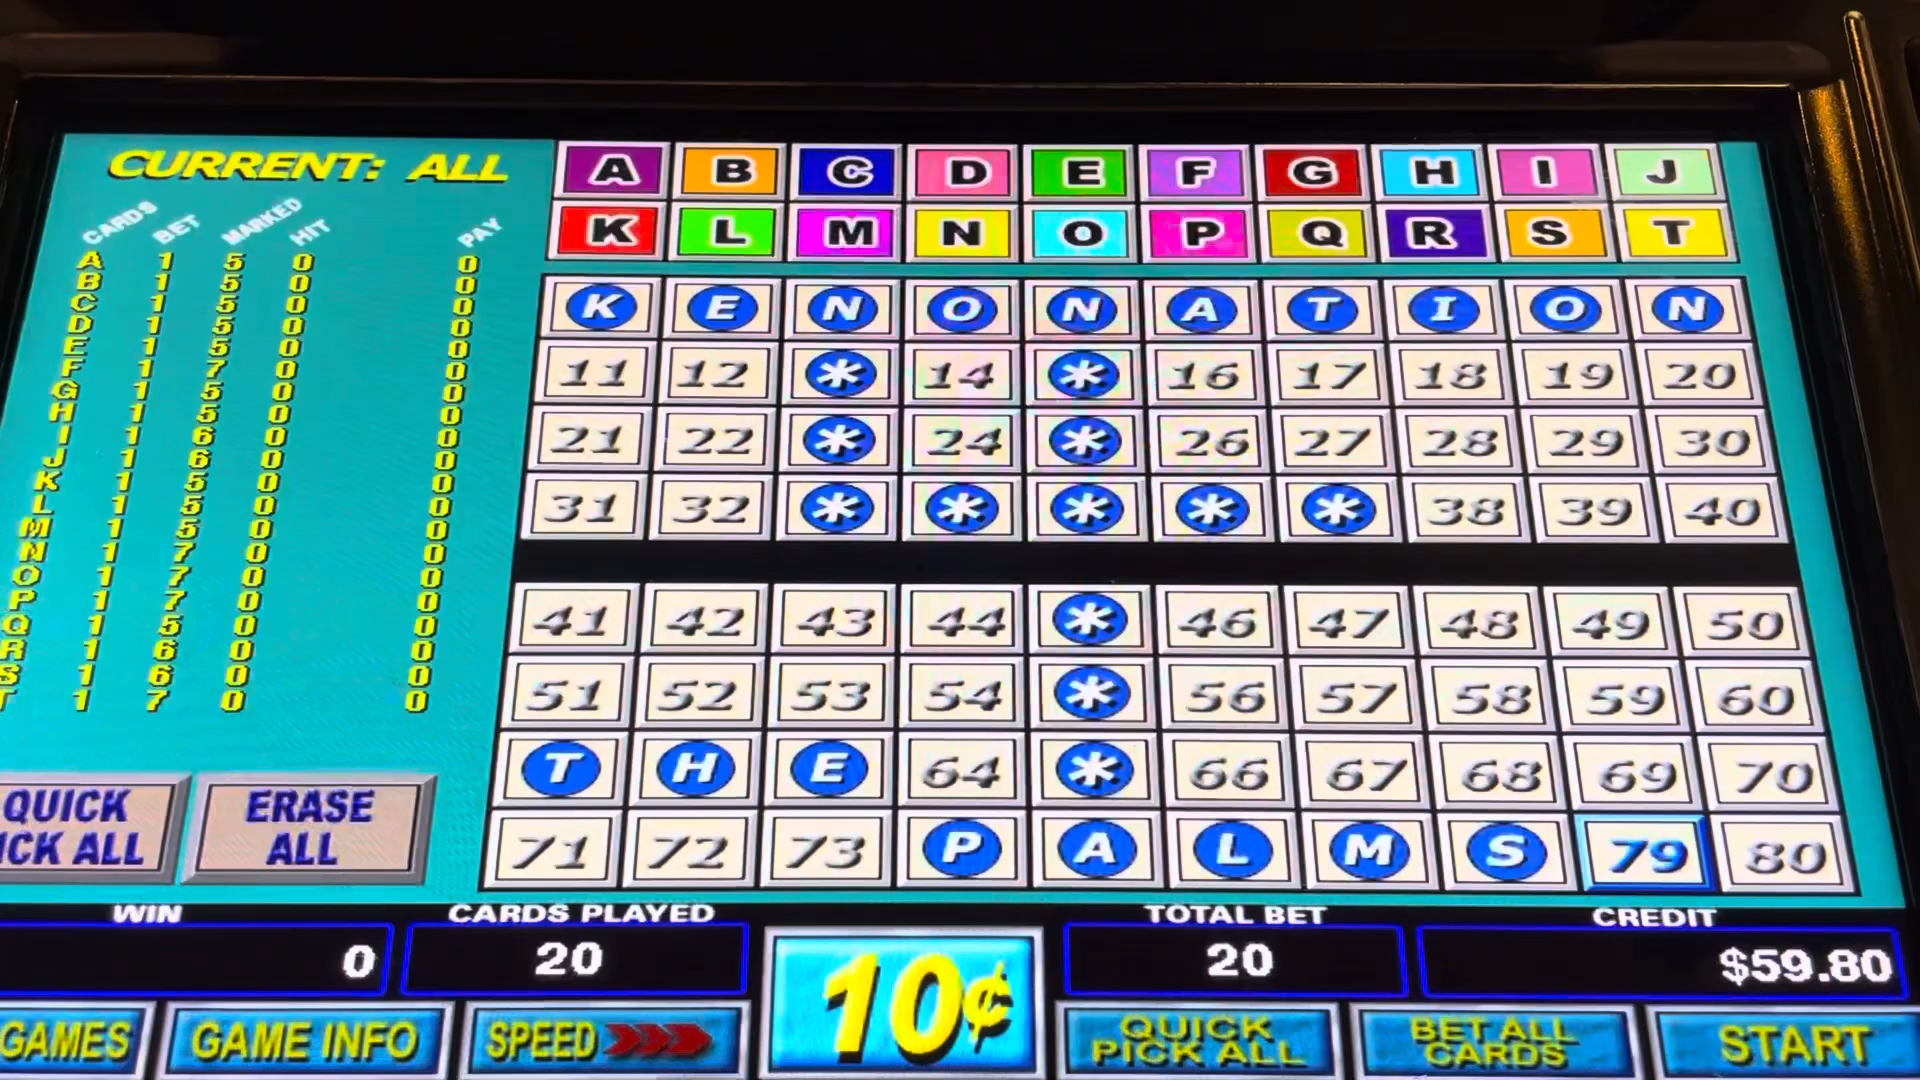 CURRENT: ALL
A B C D E F G H I J
K L M N O P Q R S T
CARDS BET MARKED HIT PAY
A 1 5 0 0
B 1 5 0 0
C 1 5 0 0
D 1 5 0 0
E 1 5 0 0
F 1 7 0 0
G 1 5 0 0
H 1 5 0 0
I 1 6 0 0
J 1 6 0 0
K 1 5 0 0
L 1 5 0 0
M 1 5 0 0
N 1 7 0 0
O 1 7 0 0
P 1 7 0 0
Q 1 5 0 0
R 1 6 0 0
S 1 6 0 0
T 1 7 0 0
K E N O N A T I O N
11 12 * 14 * 16 17 18 19 20
21 22 * 24 * 26 27 28 29 30
31 32 * * * * * 38 39 40
41 42 43 44 * 46 47 48 49 50
51 52 53 54 * 56 57 58 59 60
T H E 64 * 66 67 68 69 70
71 72 73 P A L M S 79 80
QUICK
ICK ALL
ERASE
ALL
WIN CARDS PLAYED TOTAL BET CREDIT
0 20 10¢ 20 $59.80
GAMES
GAME INFO
SPEED
QUICK
PICK ALL
BET ALL
CARDS
START